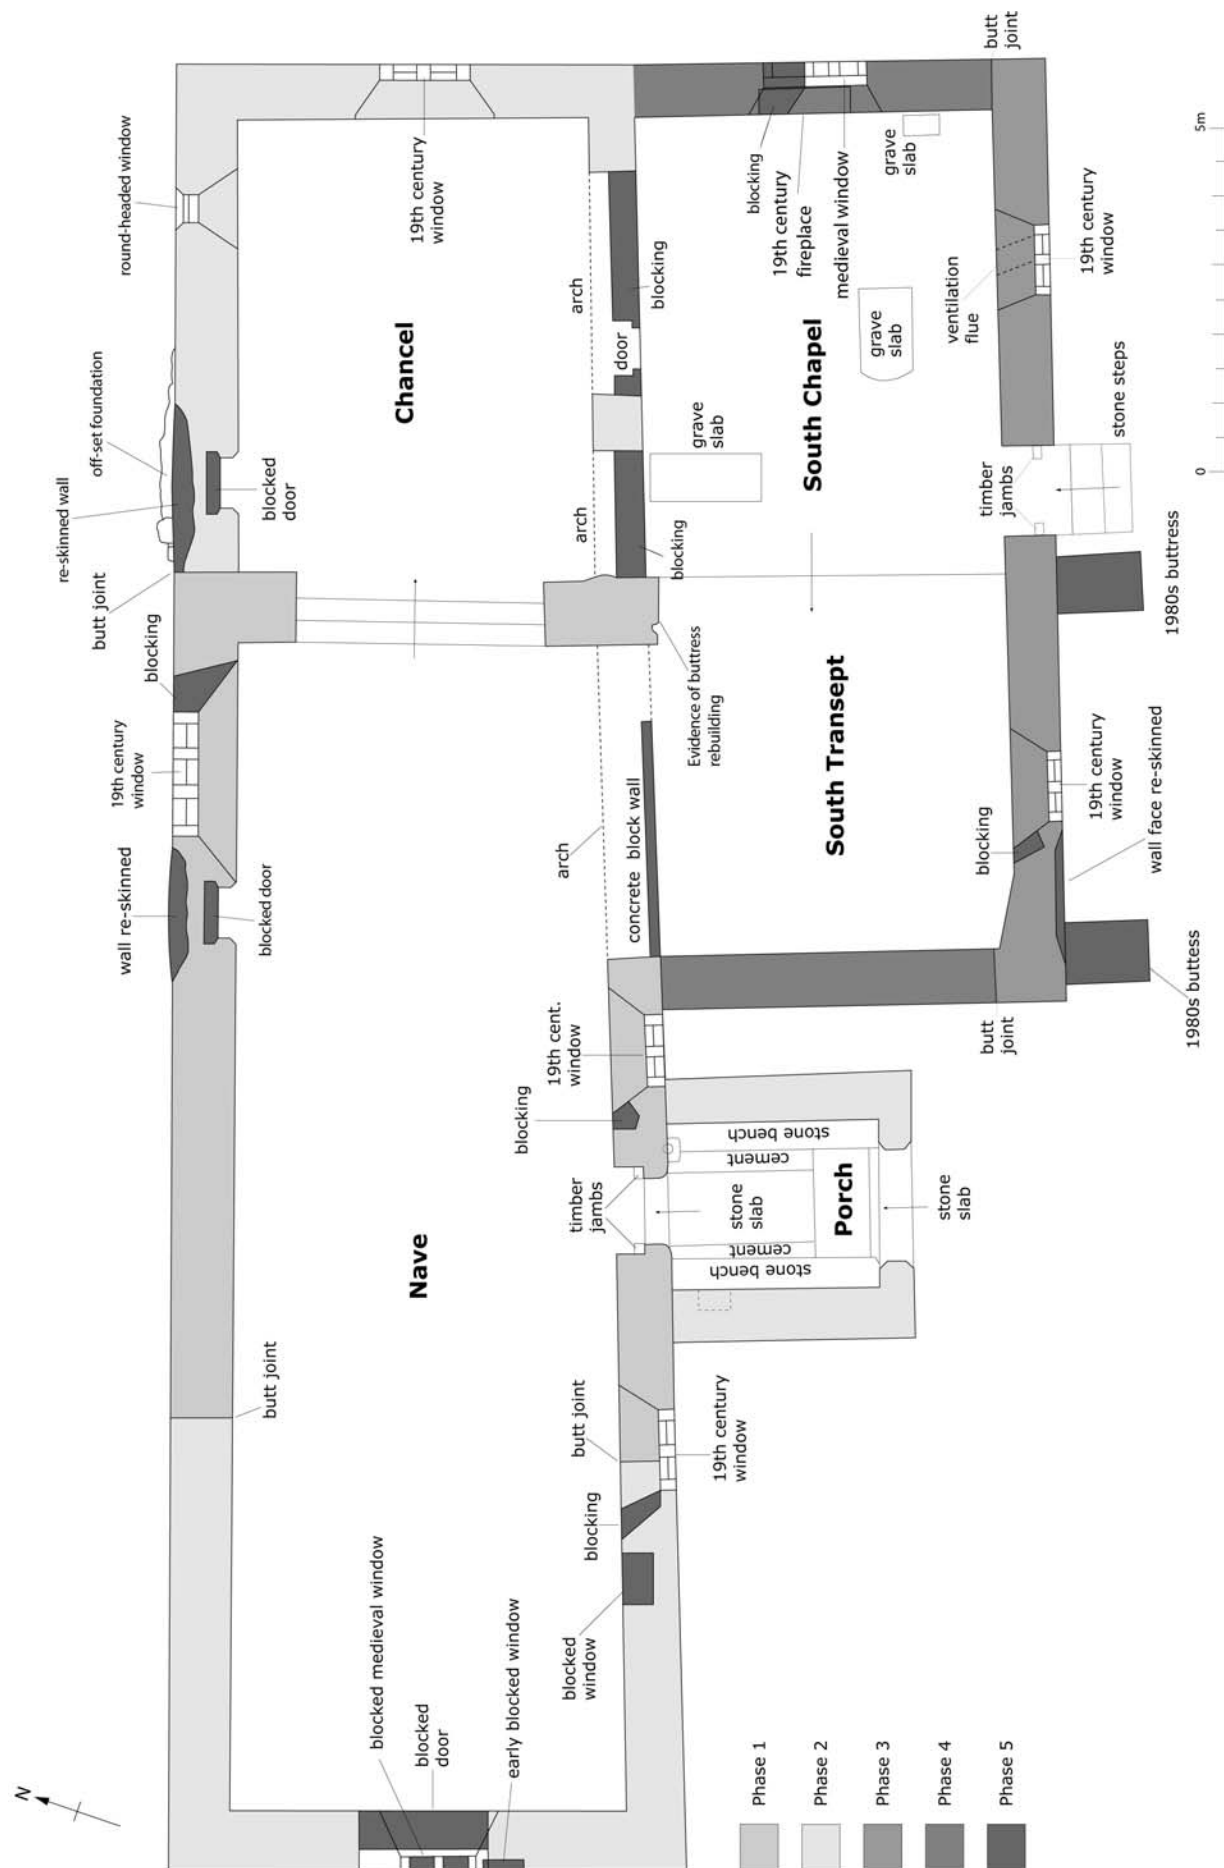 N
butt
joint
round-headed window
19th century
window
off-set foundation
re-skinned wall
blocked
door
Chancel
butt joint
blocking
arch
door
blocking
19th century
fireplace
medieval window
grave
slab
5m
0
blocking
grave
slab
grave
slab
South Chapel
ventilation
flue
19th century
window
arch
blocking
timber
jambs
stone steps
1980s buttress
19th century
window
blocking
wall re-skinned
blocked door
Evidence of buttress
rebuilding
arch
concrete block wall
South Transept
19th century
window
blocking
wall face re-skinned
1980s buttess
butt
joint
19th cent.
window
blocking
timber
jambs
Nave
stone bench
cement
stone
slab
cement
stone bench
Porch
stone
slab
butt joint
butt joint
19th century
window
blocking
blocked
window
blocked medieval window
blocked
door
early blocked window
Phase 1
Phase 2
Phase 3
Phase 4
Phase 5